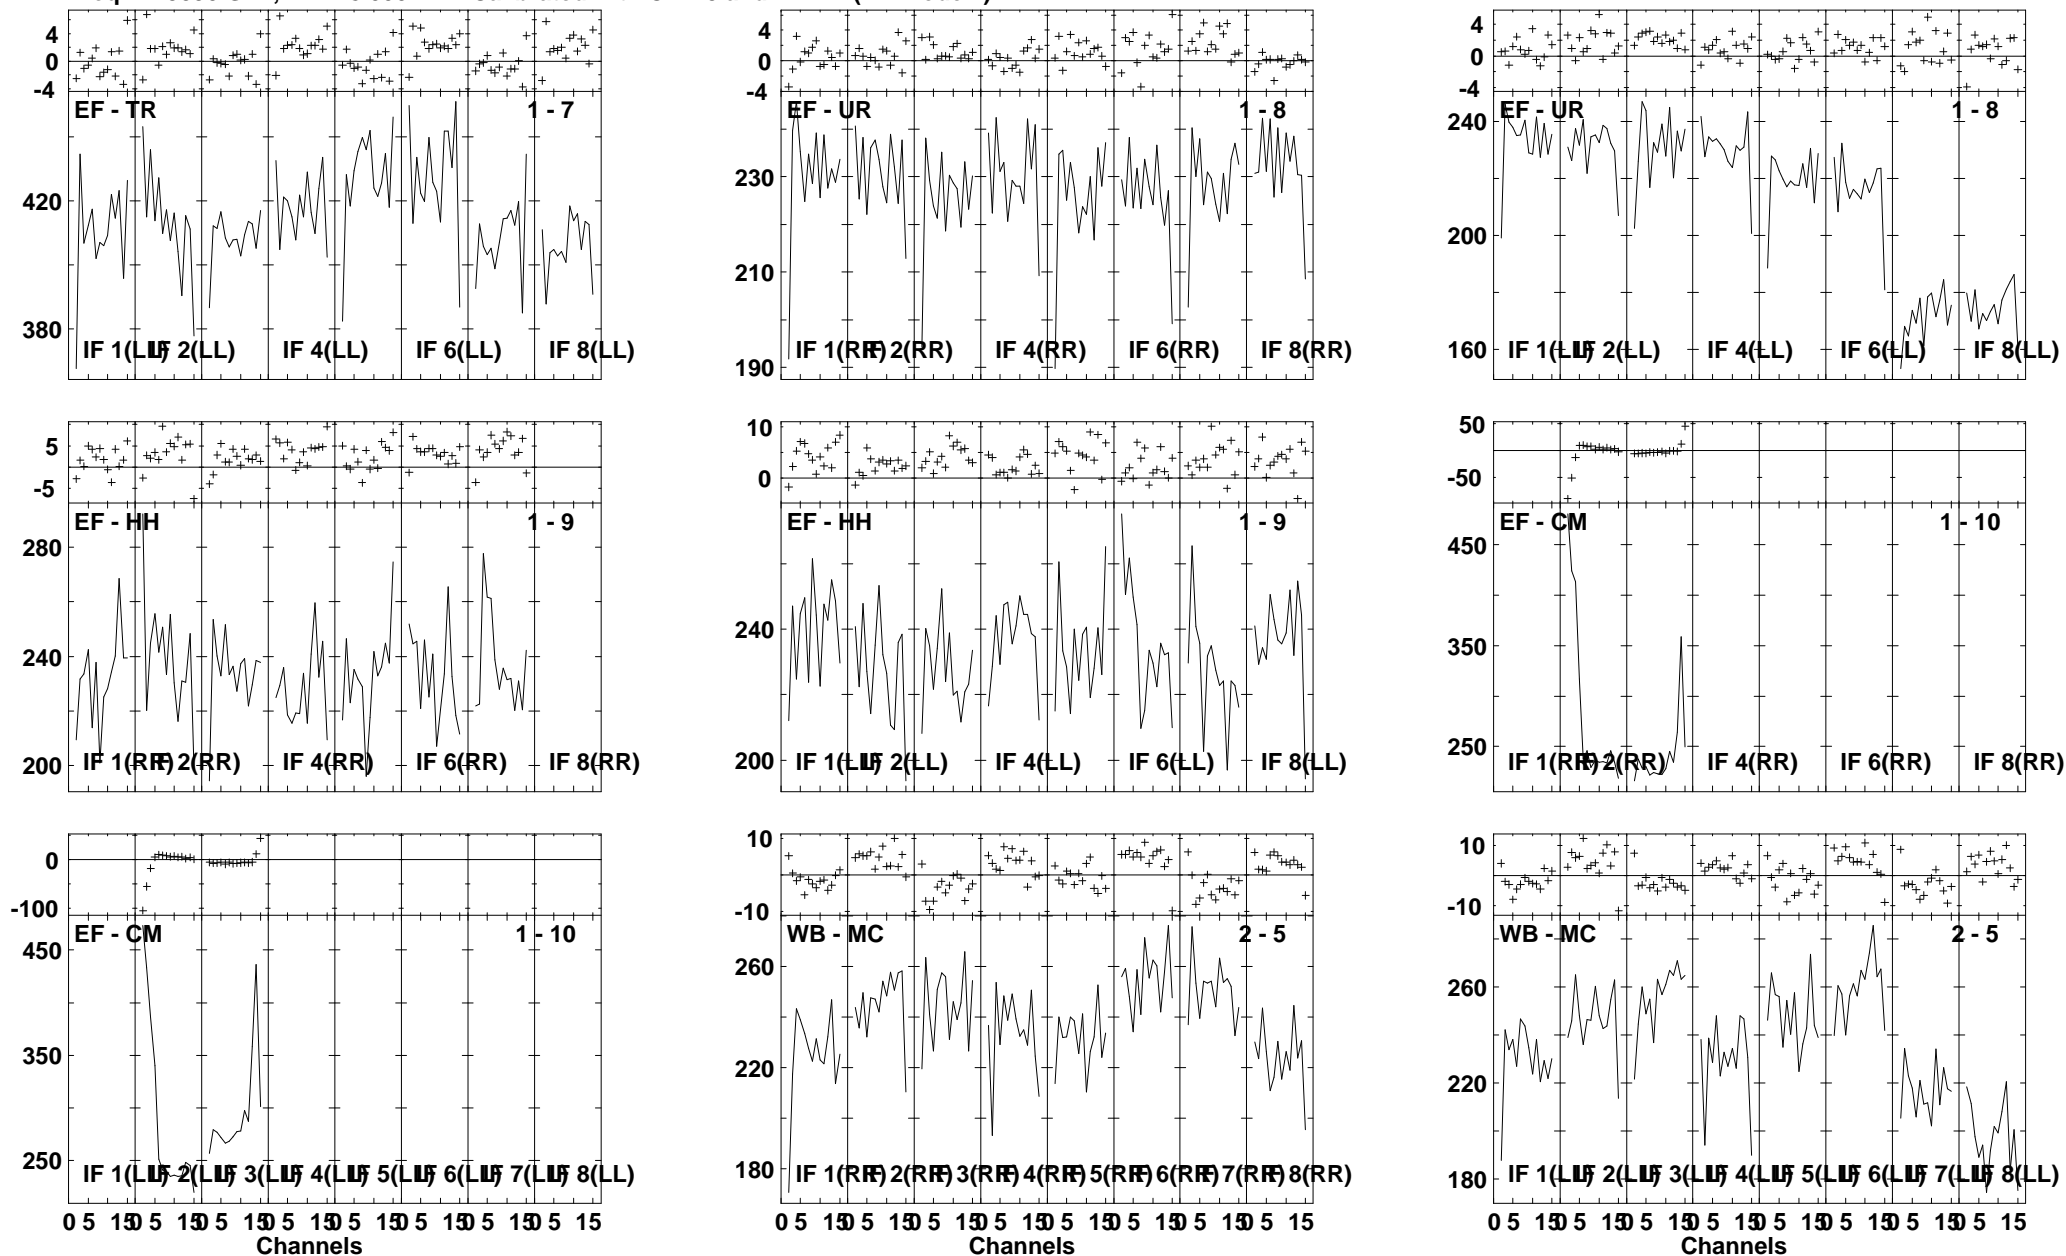 4 0 -4 EF - TR 1 - 7 420 380 IF 1(LL) IF 2(LL) IF 4(LL) IF 6(LL) IF 8(LL)
4 0 -4 EF - UR 1 - 8 230 210 190 IF 1(RR) IF 2(RR) IF 4(RR) IF 6(RR) IF 8(RR)
4 0 -4 EF - UR 1 - 8 240 200 160 IF 1(LL) IF 2(LL) IF 4(LL) IF 6(LL) IF 8(LL)
5 -5 EF - HH 1 - 9 280 240 200 IF 1(RR) IF 2(RR) IF 4(RR) IF 6(RR) IF 8(RR)
10 0 EF - HH 1 - 9 240 200 IF 1(LL) IF 2(LL) IF 4(LL) IF 6(LL) IF 8(LL)
50 -50 EF - CM 1 - 10 450 350 250 IF 1(RR) IF 2(RR) IF 4(RR) IF 6(RR) IF 8(RR)
0 -100 EF - CM 1 - 10 450 350 250 IF 1(LL) IF 2(LL) IF 3(LL) IF 4(LL) IF 5(LL) IF 6(LL) IF 7(LL) IF 8(LL)
0 5 15 0 5 15 0 5 15 0 5 15 0 5 15 0 5 15 0 5 15 0 5 15
Channels
10 0 -10 WB - MC 2 - 5 260 220 180 IF 1(RR) IF 2(RR) IF 3(RR) IF 4(RR) IF 5(RR) IF 6(RR) IF 7(RR) IF 8(RR)
0 5 15 0 5 15 0 5 15 0 5 15 0 5 15 0 5 15 0 5 15 0 5 15
Channels
10 0 -10 WB - MC 2 - 5 260 220 180 IF 1(LL) IF 2(LL) IF 3(LL) IF 4(LL) IF 5(LL) IF 6(LL) IF 7(LL) IF 8(LL)
0 5 15 0 5 15 0 5 15 0 5 15 0 5 15 0 5 15 0 5 15 0 5 15
Channels